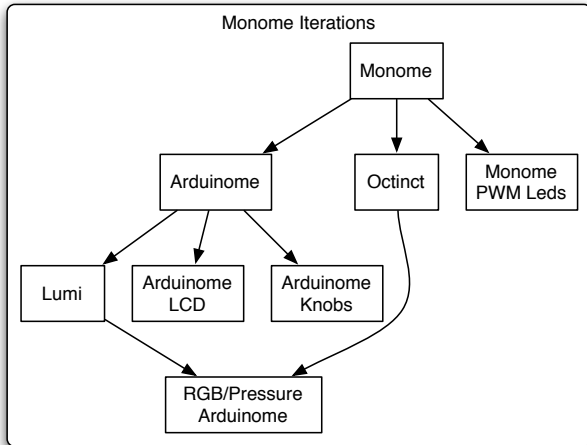 Monome Iterations
Monome
Arduinome
Octinct
Monome
PWM Leds
Lumi
Arduinome
LCD
Arduinome
Knobs
RGB/Pressure
Arduinome